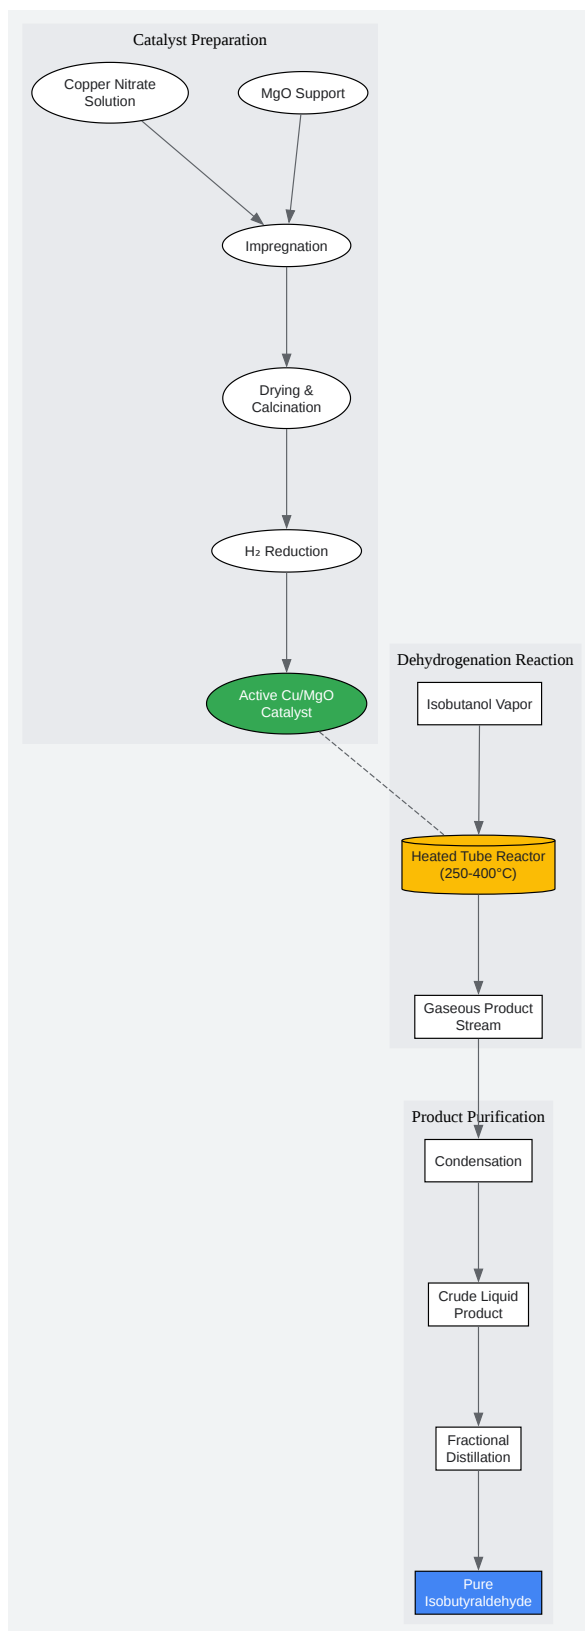 Catalyst Preparation
Copper Nitrate
Solution
MgO Support
Impregnation
Drying &
Calcination
H₂ Reduction
Active Cu/MgO
Catalyst
Dehydrogenation Reaction
Isobutanol Vapor
Heated Tube Reactor
(250-400°C)
Gaseous Product
Stream
Product Purification
Condensation
Crude Liquid
Product
Fractional
Distillation
Pure
Isobutyraldehyde